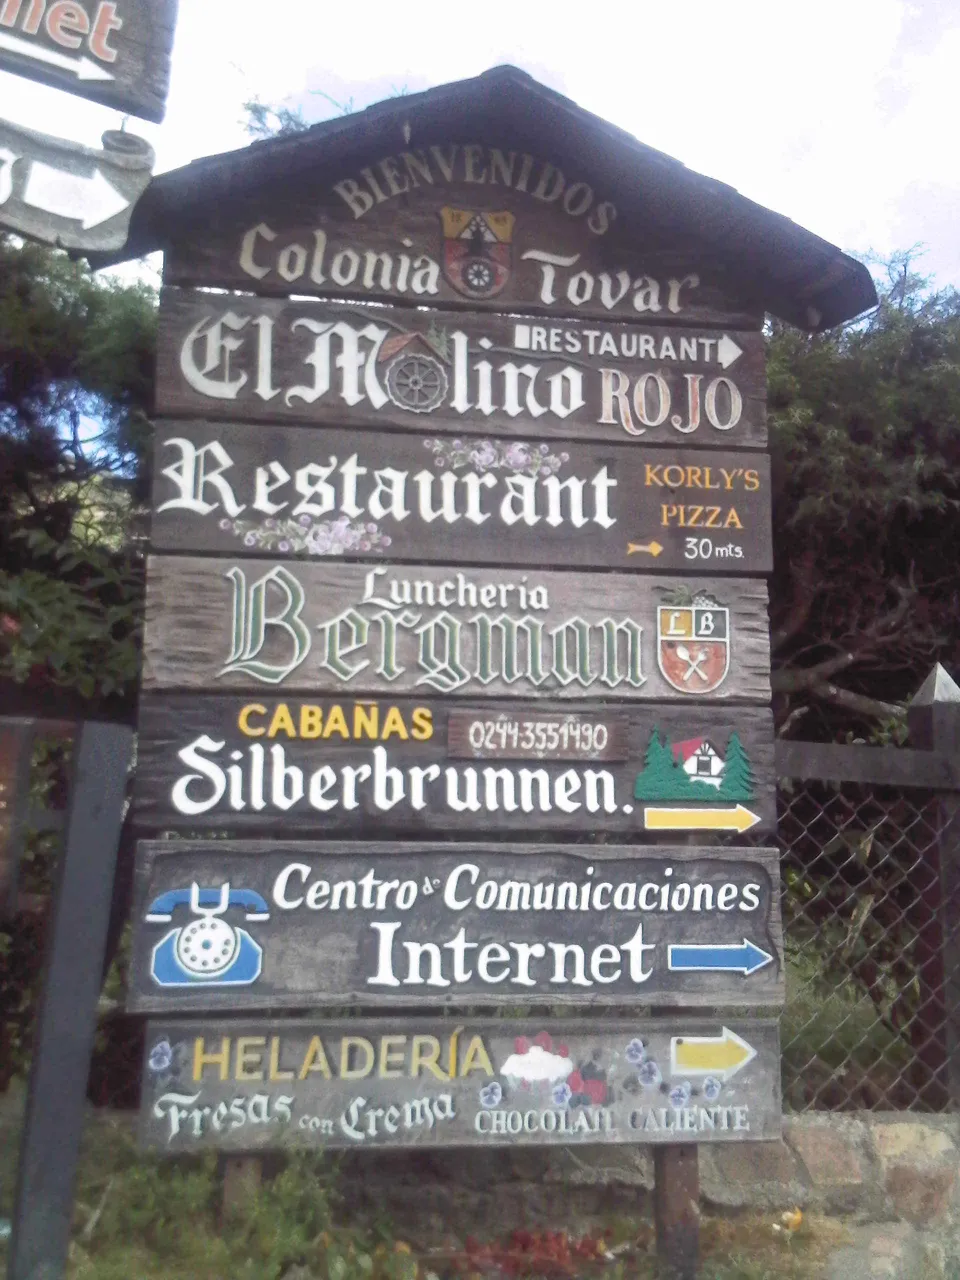 BIENVENIDOS
Colonia Tovar
El Molino ROJO
RESTAURANT
Restaurant
KORLY'S
PIZZA
30 mts.
Luncheria
Bergman
L B
CABAÑAS 0244-3551490
Silberbrunnen.
Centro de Comunicaciones
Internet
HELADERÍA
Fresas con Crema CHOCOLATE CALIENTE